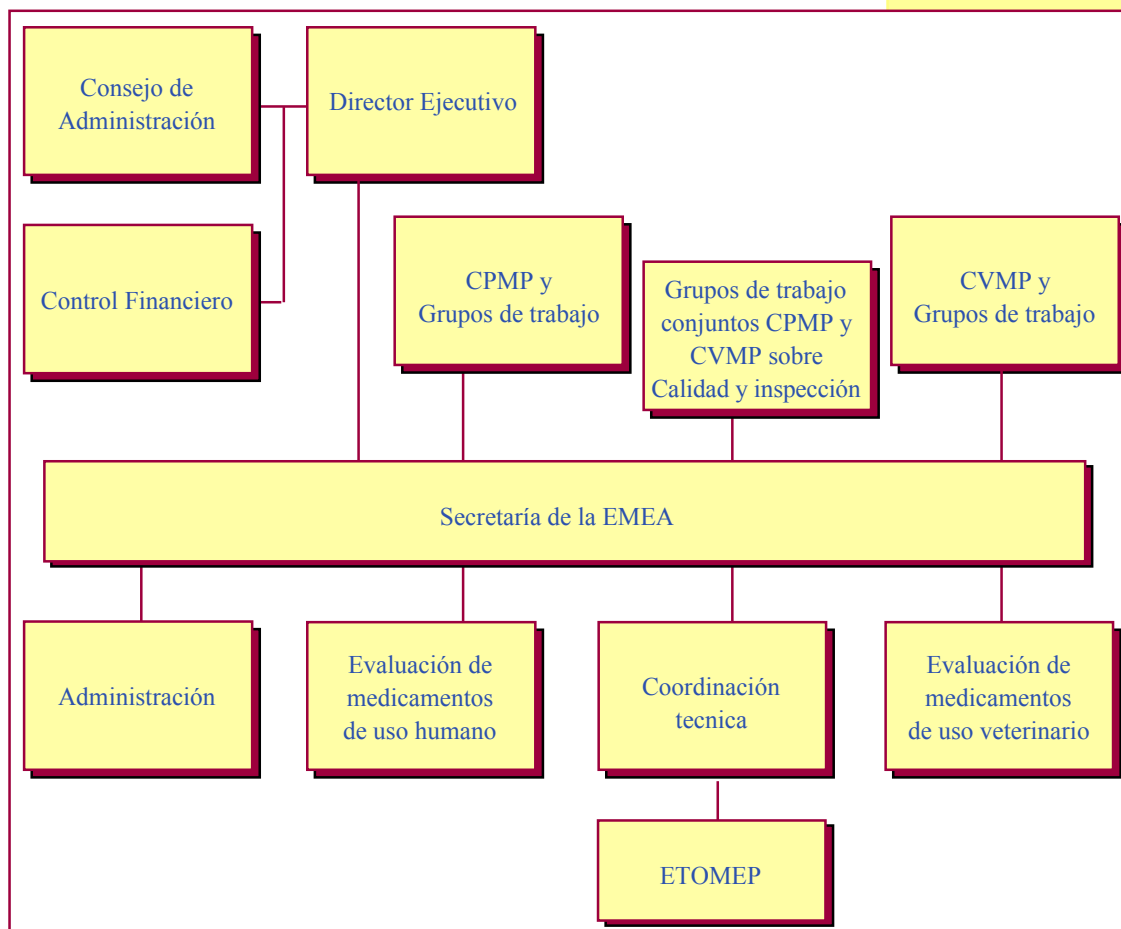 Consejo de
Administración
Director Ejecutivo
Control Financiero
CPMP y
Grupos de trabajo
Grupos de trabajo
conjuntos CPMP y
CVMP sobre
Calidad y inspección
CVMP y
Grupos de trabajo
Secretaría de la EMEA
Administración
Evaluación de
medicamentos
de uso humano
Coordinación
tecnica
Evaluación de
medicamentos
de uso veterinario
ETOMEP